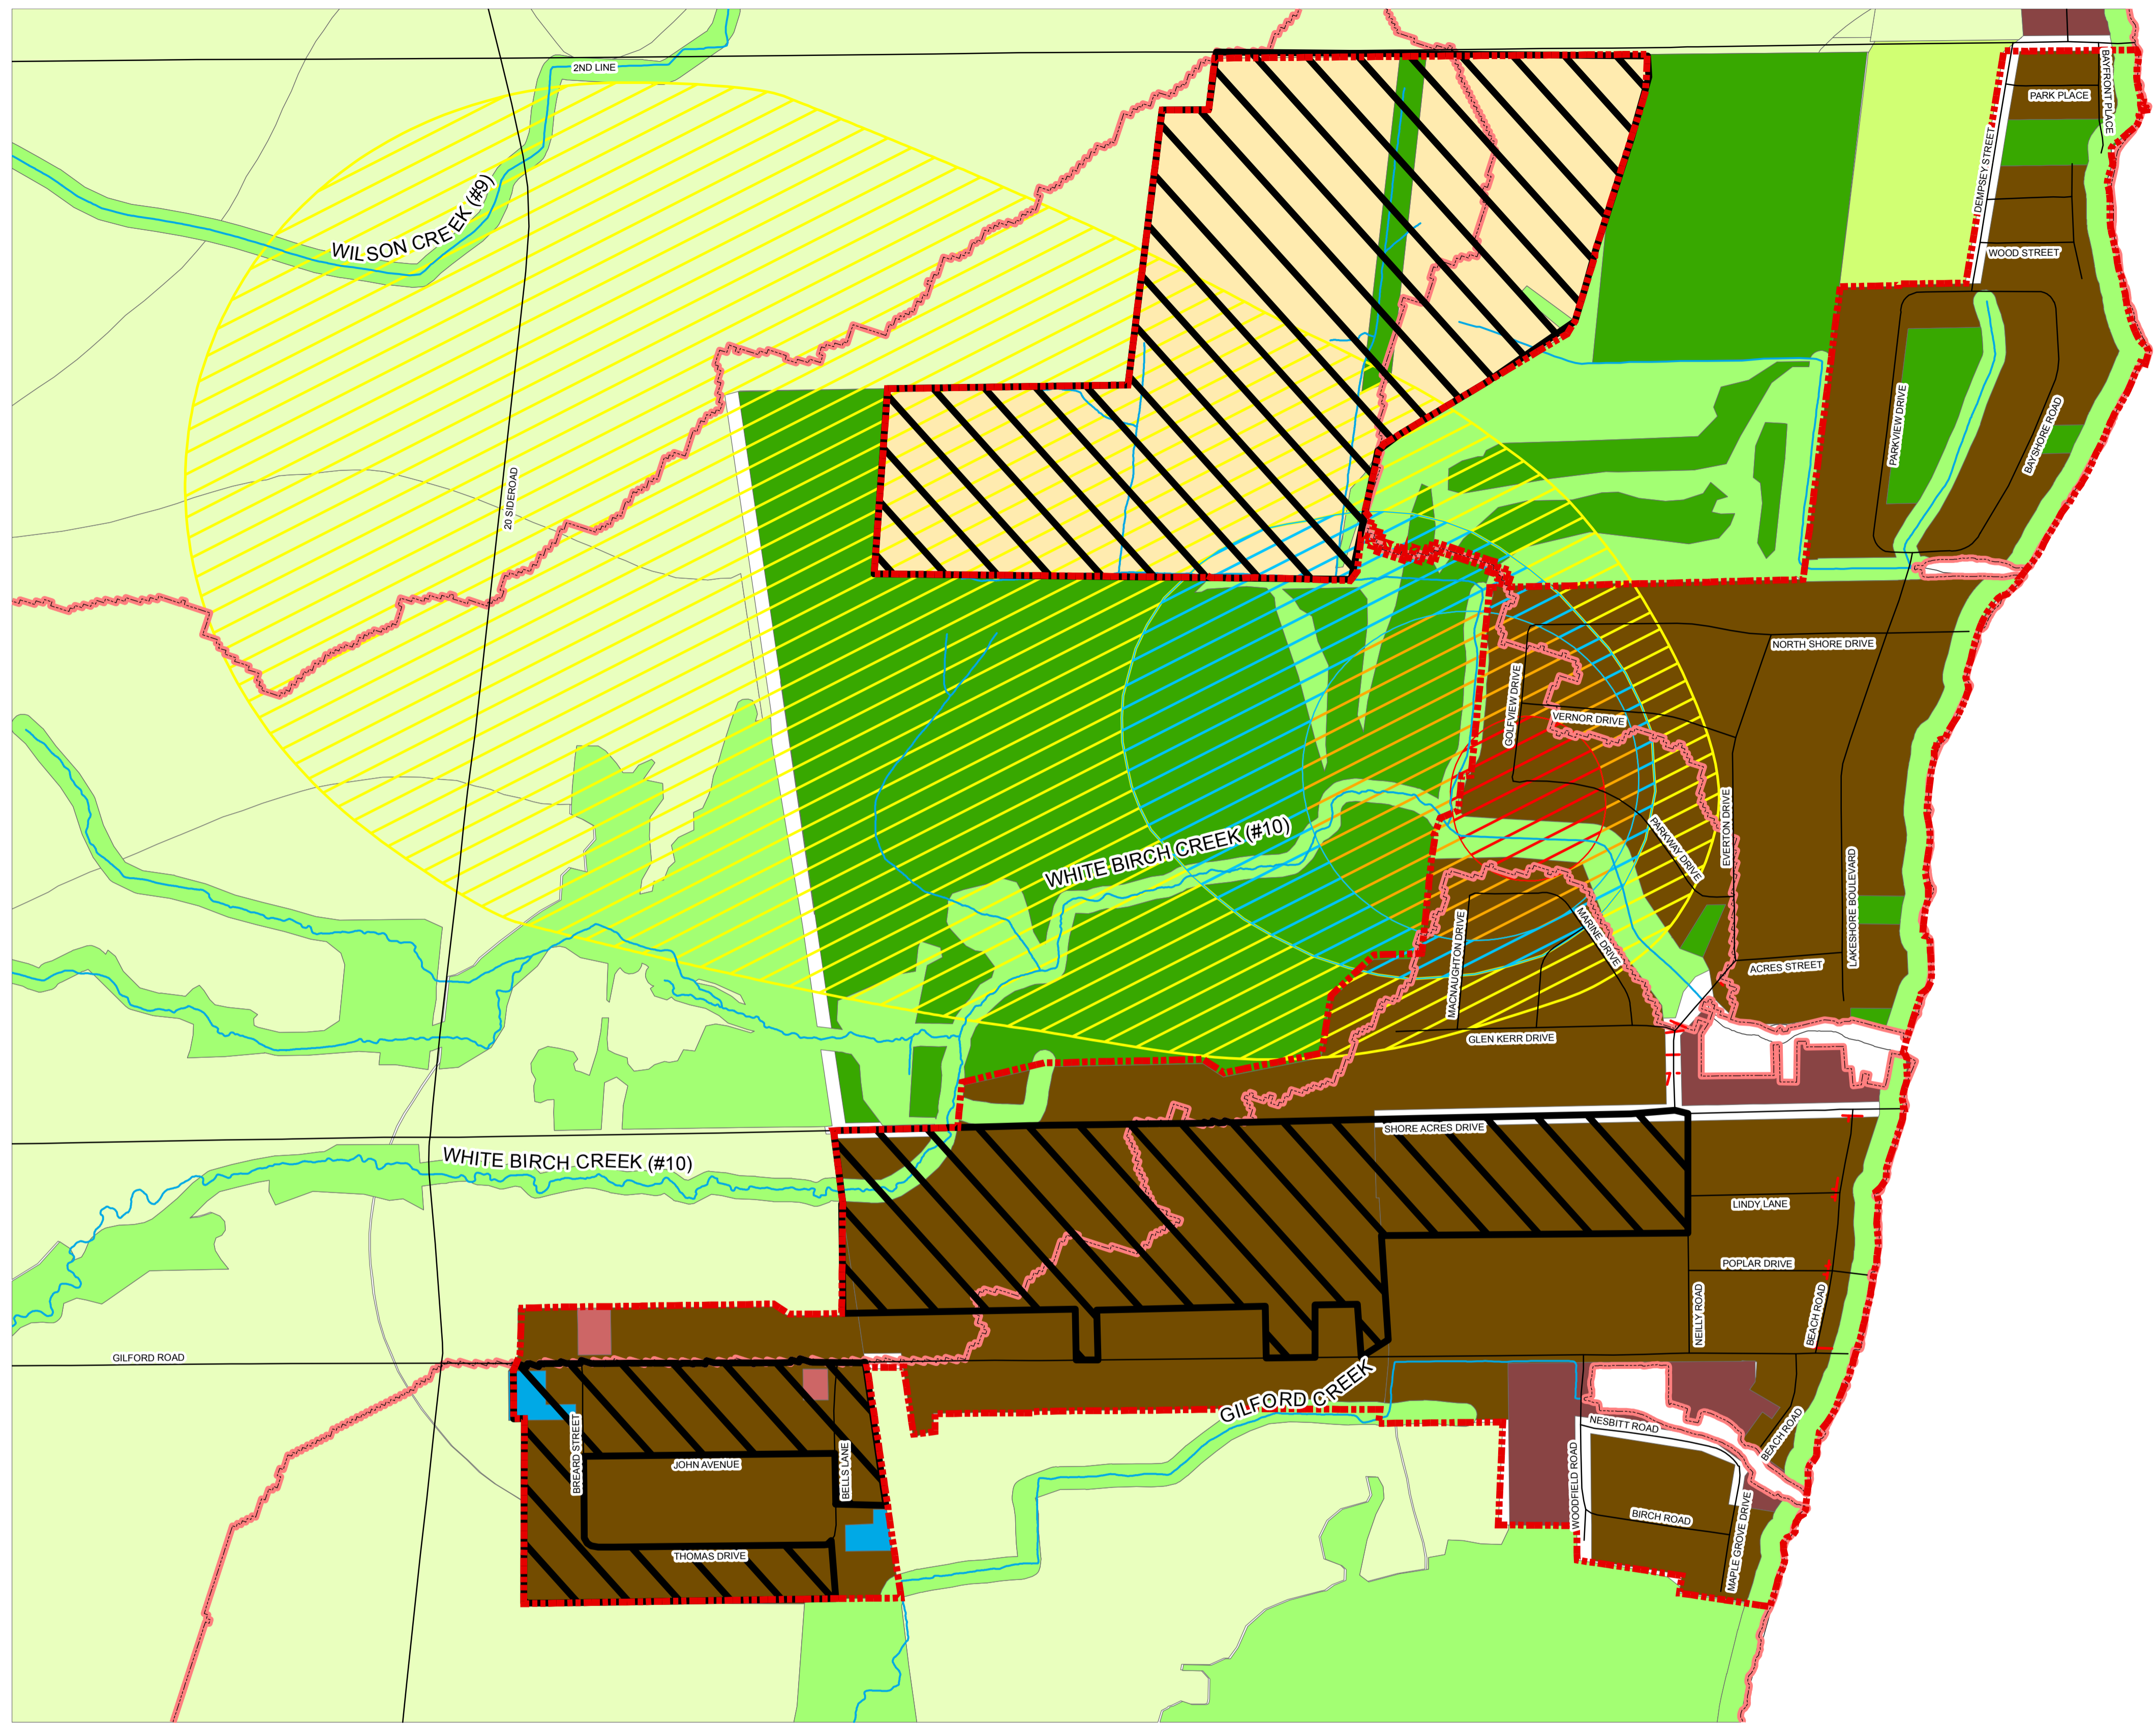 2ND LINE
PARK PLACE
BAYFRONT PLACE
DEMPSEY STREET
WILSON CREEK (#9)
WOOD STREET
PARKVIEW DRIVE
BAYSHORE ROAD
20 SIDEROAD
NORTH SHORE DRIVE
GOLFVIEW DRIVE
VERNOR DRIVE
WHITE BIRCH CREEK (#10)
PARKWAY DRIVE
EVERTON DRIVE
LAKESHORE BOULEVARD
MACNAUGHTON DRIVE
MARINE DRIVE
ACRES STREET
GLEN KERR DRIVE
SHORE ACRES DRIVE
WHITE BIRCH CREEK (#10)
LINDY LANE
POPLAR DRIVE
NEILLY ROAD
BEACH ROAD
GILFORD ROAD
GILFORD CREEK
NESBITT ROAD
BEACH ROAD
BREARD STREET
JOHN AVENUE
BELLS LANE
WOODFIELD ROAD
BIRCH ROAD
MAPLE GROVE DRIVE
THOMAS DRIVE